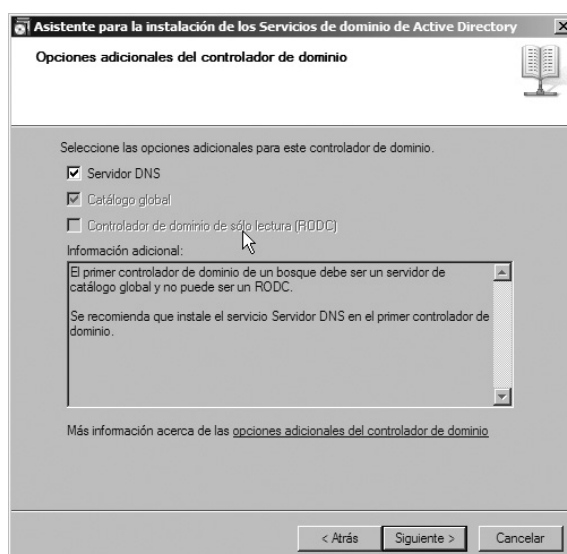 Asistente para la instalación de los Servicios de dominio de Active Directory
Opciones adicionales del controlador de dominio
Seleccione las opciones adicionales para este controlador de dominio.
Servidor DNS
Catálogo global
Controlador de dominio de sólo lectura (RODC)
Información adicional:
El primer controlador de dominio de un bosque debe ser un servidor de
catálogo global y no puede ser un RODC.
Se recomienda que instale el servicio Servidor DNS en el primer controlador de
dominio.
Más información acerca de las opciones adicionales del controlador de dominio
< Atrás
Siguiente >
Cancelar